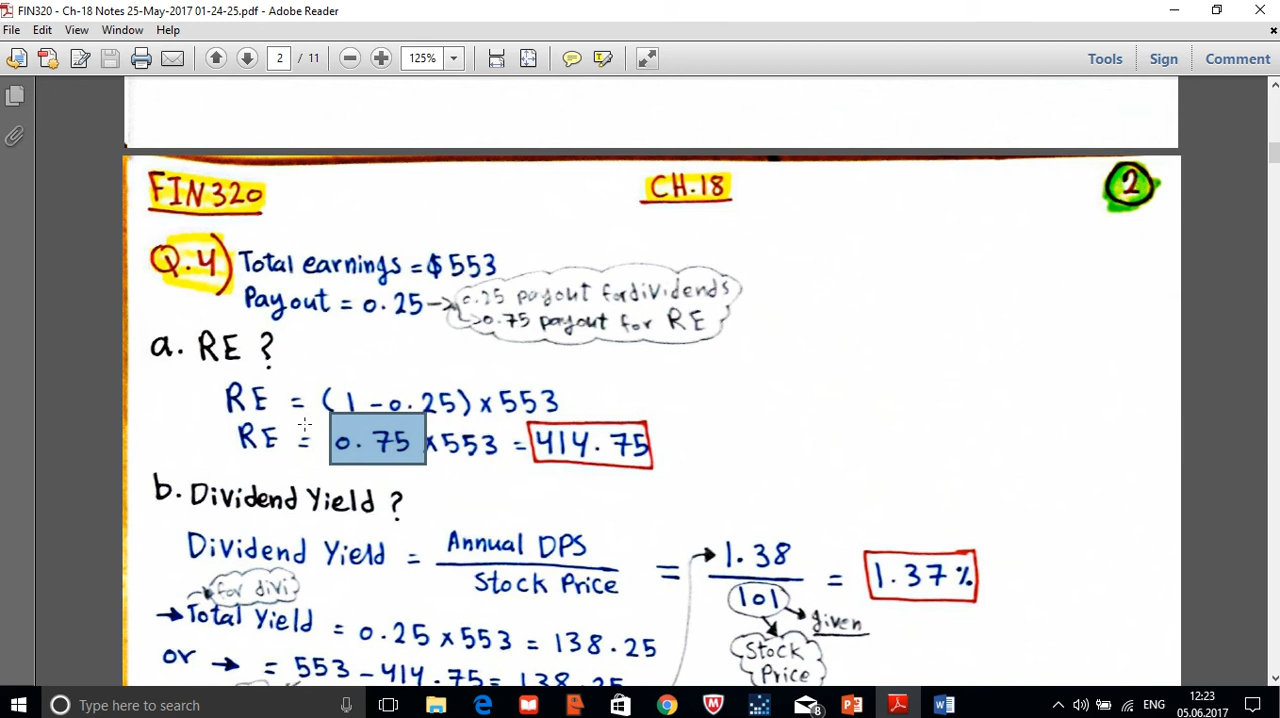 FIN320 - Ch-18 Notes 25-May-2017 01-24-25.pdf - Adobe Reader
File Edit View Window Help
2 / 11 125% Tools Sign Comment
FIN320 CH.18 2
Q.4) Total earnings = $553
Payout = 0.25 → 0.25 payout for dividends
↳ 0.75 payout for RE
a. RE ?
RE = (1 - 0.25) × 553
RE = 0.75 × 553 = 414.75
b. Dividend Yield ?
Dividend Yield = Annual DPS / Stock Price = 1.38 / 101 = 1.37%
for divi
given
→ Total Yield = 0.25 × 553 = 138.25
Stock
Price
or → = 553 - 414.75 = 138.25
Type here to search
8
ENG
12:23
05.06.2017